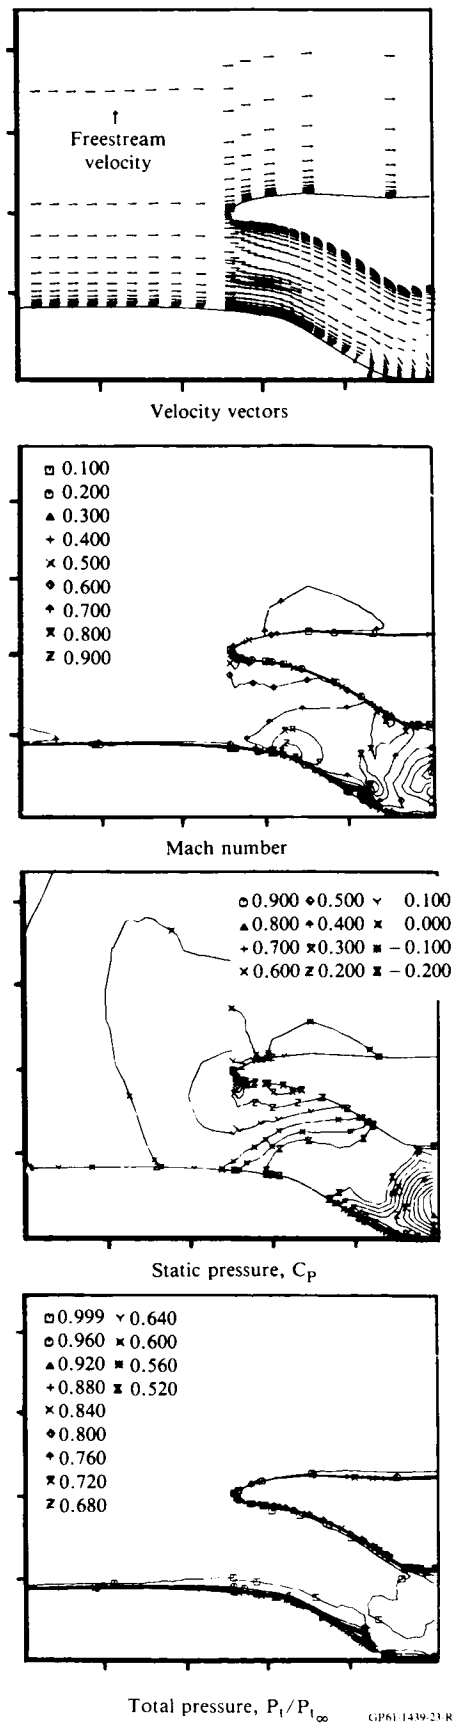 Freestream
velocity
Velocity vectors
0.100
0.200
0.300
0.400
0.500
0.600
0.700
0.800
0.900
Mach number
0.900 0.500 0.100
0.800 0.400 0.000
0.700 0.300 -0.100
0.600 0.200 -0.200
Static pressure, Cₚ
0.999 0.640
0.960 0.600
0.920 0.560
0.880 0.520
0.840
0.800
0.760
0.720
0.680
Total pressure, Pₜ/Pₜ∞
GP61-1439-23-R